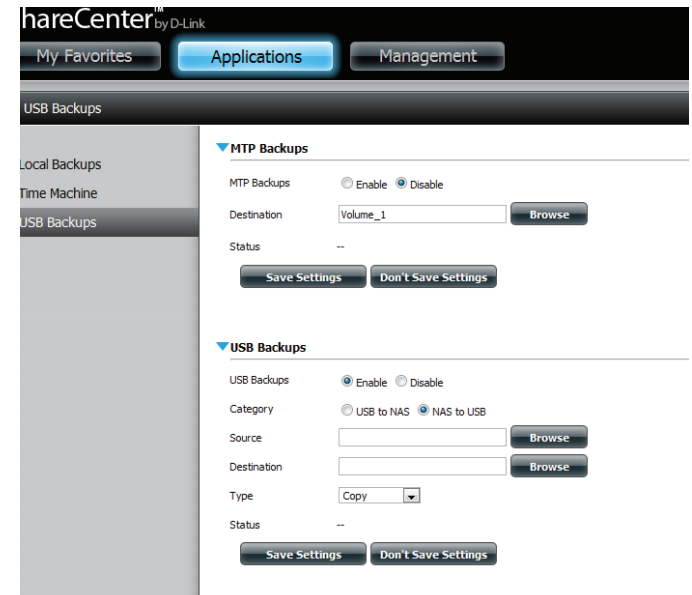 hareCenter™ by D-Link
My Favorites Applications Management
USB Backups
Local Backups
Time Machine
USB Backups
MTP Backups
MTP Backups Enable Disable
Destination Volume_1 Browse
Status --
Save Settings Don't Save Settings
USB Backups
USB Backups Enable Disable
Category USB to NAS NAS to USB
Source Browse
Destination Browse
Type Copy
Status --
Save Settings Don't Save Settings